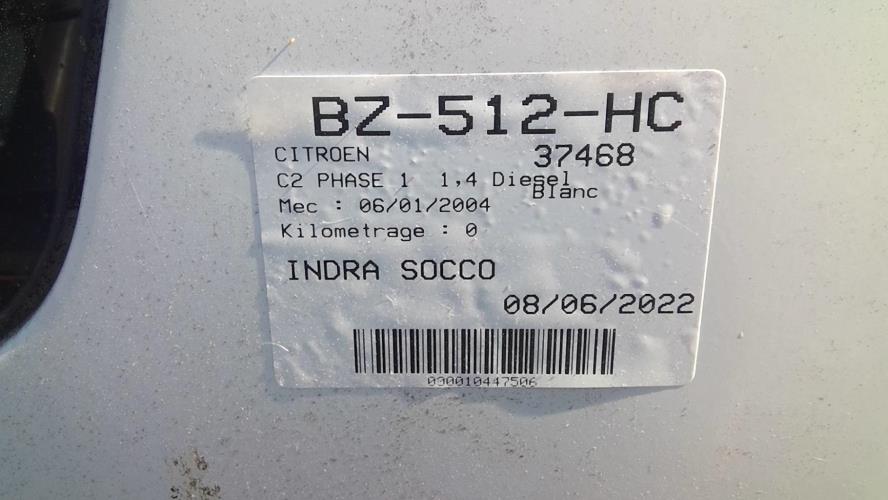 BZ-512-HC
CITROEN 37468
C2 PHASE 1 1,4 Diesel
Blanc
Mec : 06/01/2004
Kilometrage : 0
INDRA SOCCO
08/06/2022
090010447506